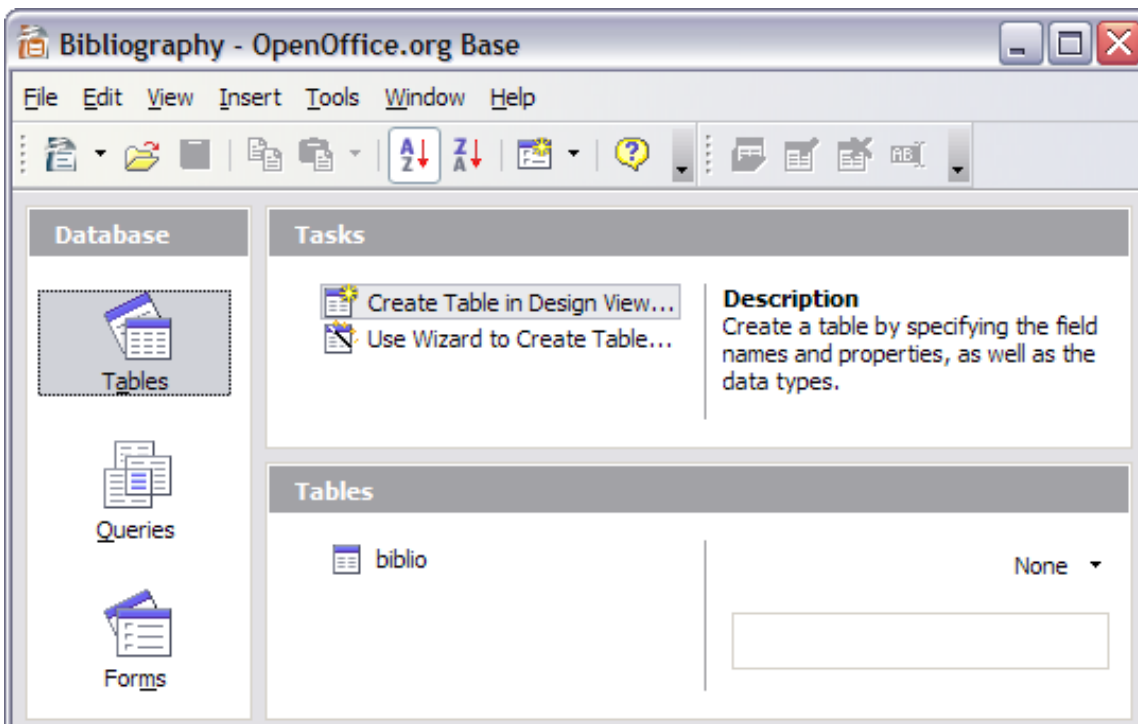 Bibliography - OpenOffice.org Base
File Edit View Insert Tools Window Help
Database
Tables
Queries
Forms
Tasks
Create Table in Design View...
Use Wizard to Create Table...
Description
Create a table by specifying the field
names and properties, as well as the
data types.
Tables
biblio
None